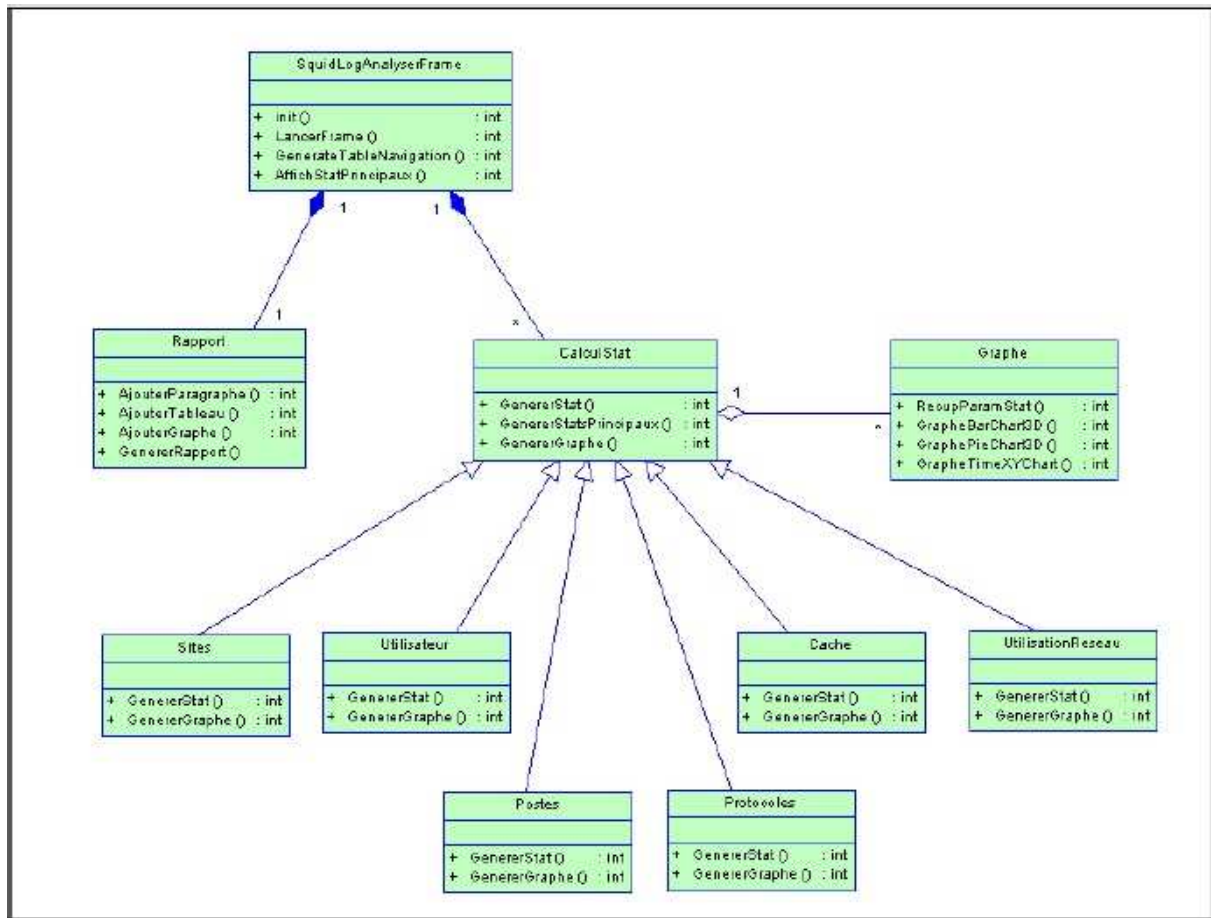 SquidLogAnalyserFrame
+ init () : int
+ LancerFrame () : int
+ GenerateTableNavigation () : int
+ AffichStatPrincipaux () : int
1 1
1 *
Rapport
+ AjouterParagraphe () : int
+ AjouterTableau () : int
+ AjouterGraphe () : int
+ GenererRapport ()
CalculStat
+ GenererStat () : int
+ GenererStatsPrincipaux () : int
+ GenererGraphe () : int
1
*
Graphe
+ RecupParamStat () : int
+ GrapheBarChart3D () : int
+ GraphePieChart3D () : int
+ GrapheTimeXYChart () : int
Sites
+ GenererStat () : int
+ GenererGraphe () : int
Utilisateur
+ GenererStat () : int
+ GenererGraphe () : int
Cache
+ GenererStat () : int
+ GenererGraphe () : int
UtilisationReseau
+ GenererStat () : int
+ GenererGraphe () : int
Postes
+ GenererStat () : int
+ GenererGraphe () : int
Protocoles
+ GenererStat () : int
+ GenererGraphe () : int